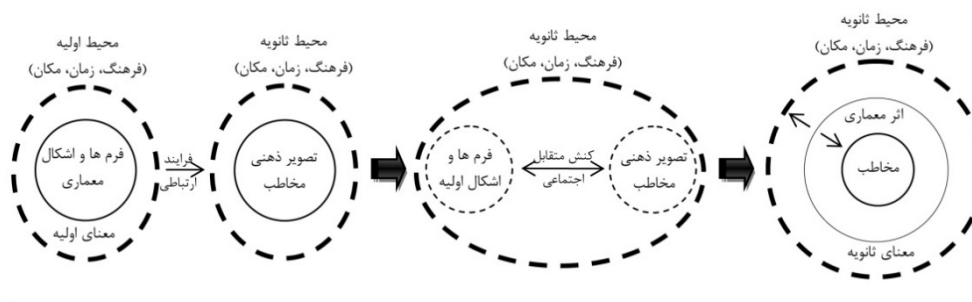 محیط اولیه
(فرهنگ، زمان، مکان)
فرم ها و اشکال
معماری
معنای اولیه
فرایند
ارتباطی
محیط ثانویه
(فرهنگ، زمان، مکان)
تصویر ذهنی
مخاطب
محیط ثانویه
(فرهنگ، زمان، مکان)
فرم ها و
اشکال اولیه
کنش متقابل
اجتماعی
تصویر ذهنی
مخاطب
محیط ثانویه
(فرهنگ، زمان، مکان)
اثر معماری
مخاطب
معنای ثانویه